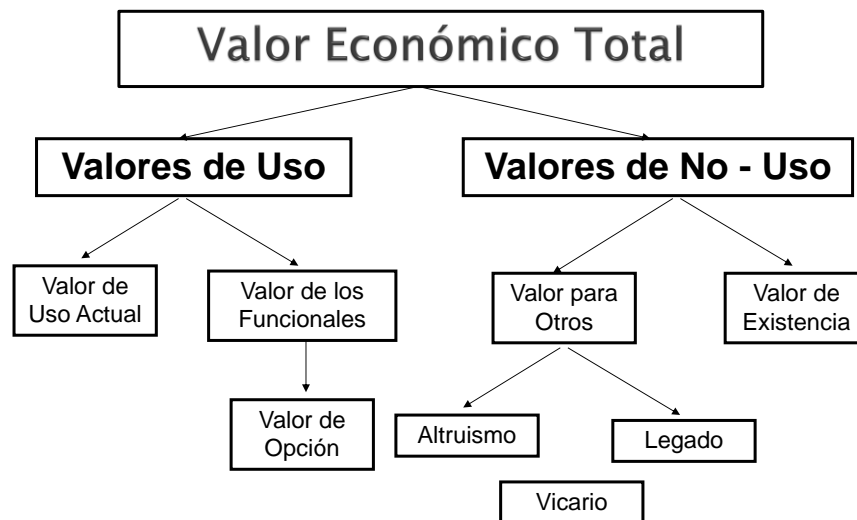 Valor Económico Total
Valores de Uso
Valores de No - Uso
Valor de
Uso Actual
Valor de los
Funcionales
Valor para
Otros
Valor de
Existencia
Valor de
Opción
Altruismo
Legado
Vicario